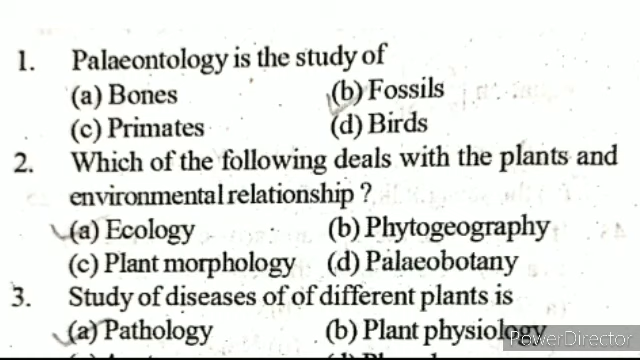 1. Palaeontology is the study of
(a) Bones (b) Fossils
(c) Primates (d) Birds
2. Which of the following deals with the plants and
environmental relationship ?
(a) Ecology (b) Phytogeography
(c) Plant morphology (d) Palaeobotany
3. Study of diseases of of different plants is
(a) Pathology (b) Plant physiology
PowerDirector